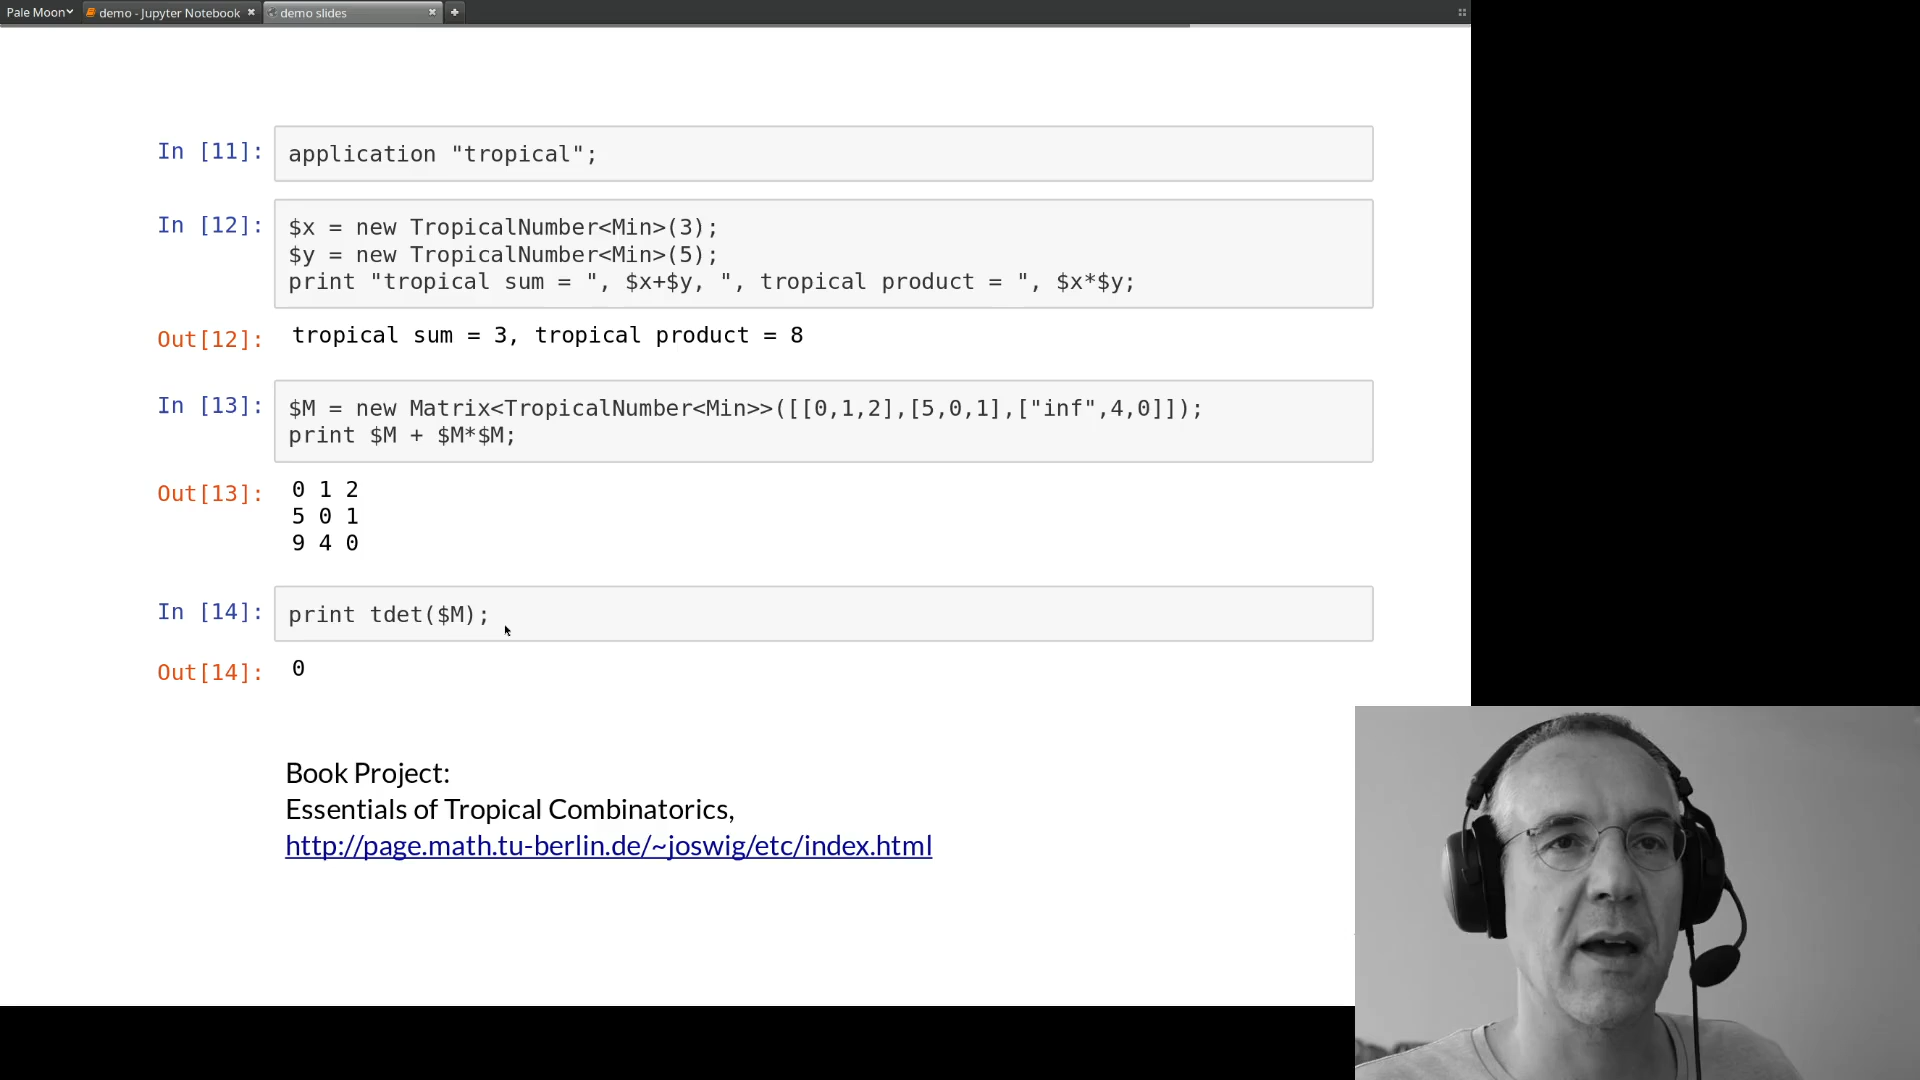 Pale Moon
demo - Jupyter Notebook
demo slides
In [11]: application "tropical";
In [12]: $x = new TropicalNumber<Min>(3);
$y = new TropicalNumber<Min>(5);
print "tropical sum = ", $x+$y, ", tropical product = ", $x*$y;
Out[12]: tropical sum = 3, tropical product = 8
In [13]: $M = new Matrix<TropicalNumber<Min>>([[0,1,2],[5,0,1],["inf",4,0]]);
print $M + $M*$M;
Out[13]: 0 1 2
5 0 1
9 4 0
In [14]: print tdet($M);
Out[14]: 0
Book Project:
Essentials of Tropical Combinatorics,
http://page.math.tu-berlin.de/~joswig/etc/index.html